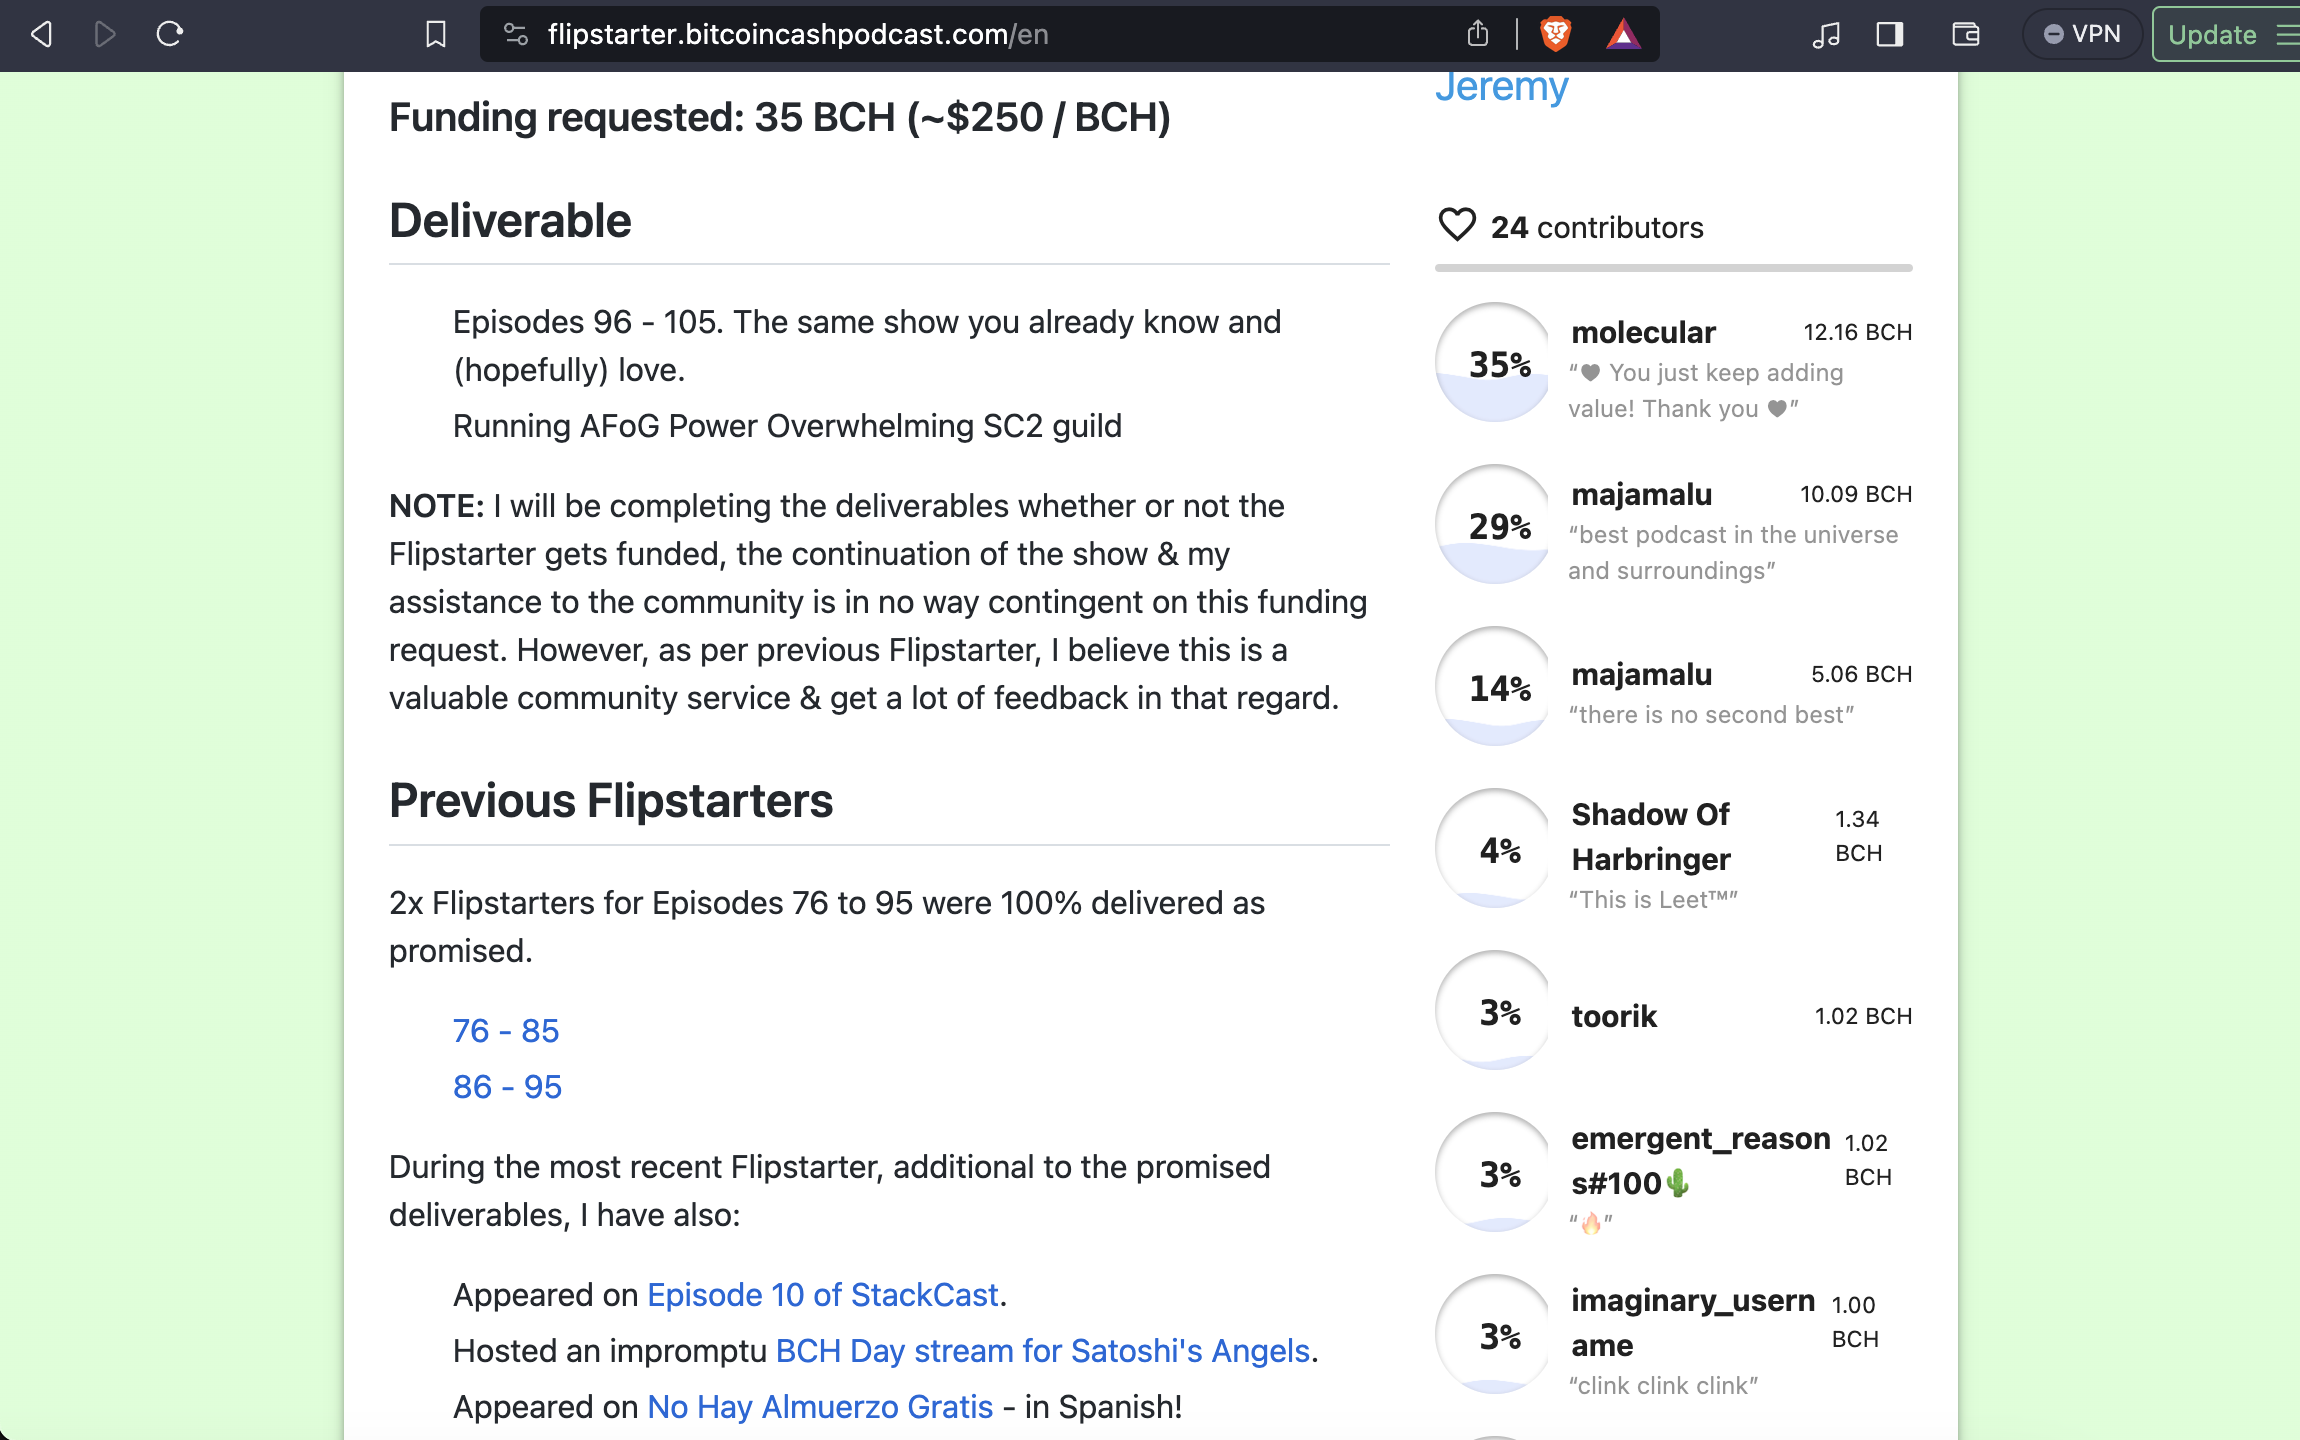 flipstarter.bitcoincashpodcast.com/en
VPN
Update
Funding requested: 35 BCH (~$250 / BCH)
Deliverable
Episodes 96 - 105. The same show you already know and
(hopefully) love.
Running AFoG Power Overwhelming SC2 guild
NOTE: I will be completing the deliverables whether or not the
Flipstarter gets funded, the continuation of the show & my
assistance to the community is in no way contingent on this funding
request. However, as per previous Flipstarter, I believe this is a
valuable community service & get a lot of feedback in that regard.
Previous Flipstarters
2x Flipstarters for Episodes 76 to 95 were 100% delivered as
promised.
76 - 85
86 - 95
During the most recent Flipstarter, additional to the promised
deliverables, I have also:
Appeared on Episode 10 of StackCast.
Hosted an impromptu BCH Day stream for Satoshi's Angels.
Appeared on No Hay Almuerzo Gratis - in Spanish!
Jeremy
24 contributors
35%
molecular
12.16 BCH
“♥ You just keep adding
value! Thank you ♥”
29%
majamalu
10.09 BCH
“best podcast in the universe
and surroundings”
14%
majamalu
5.06 BCH
“there is no second best”
4%
Shadow Of
Harbringer
1.34
BCH
“This is Leet™”
3%
toorik
1.02 BCH
3%
emergent_reason
s#100🌵
1.02
BCH
“🔥”
3%
imaginary_usern
ame
1.00
BCH
“clink clink clink”